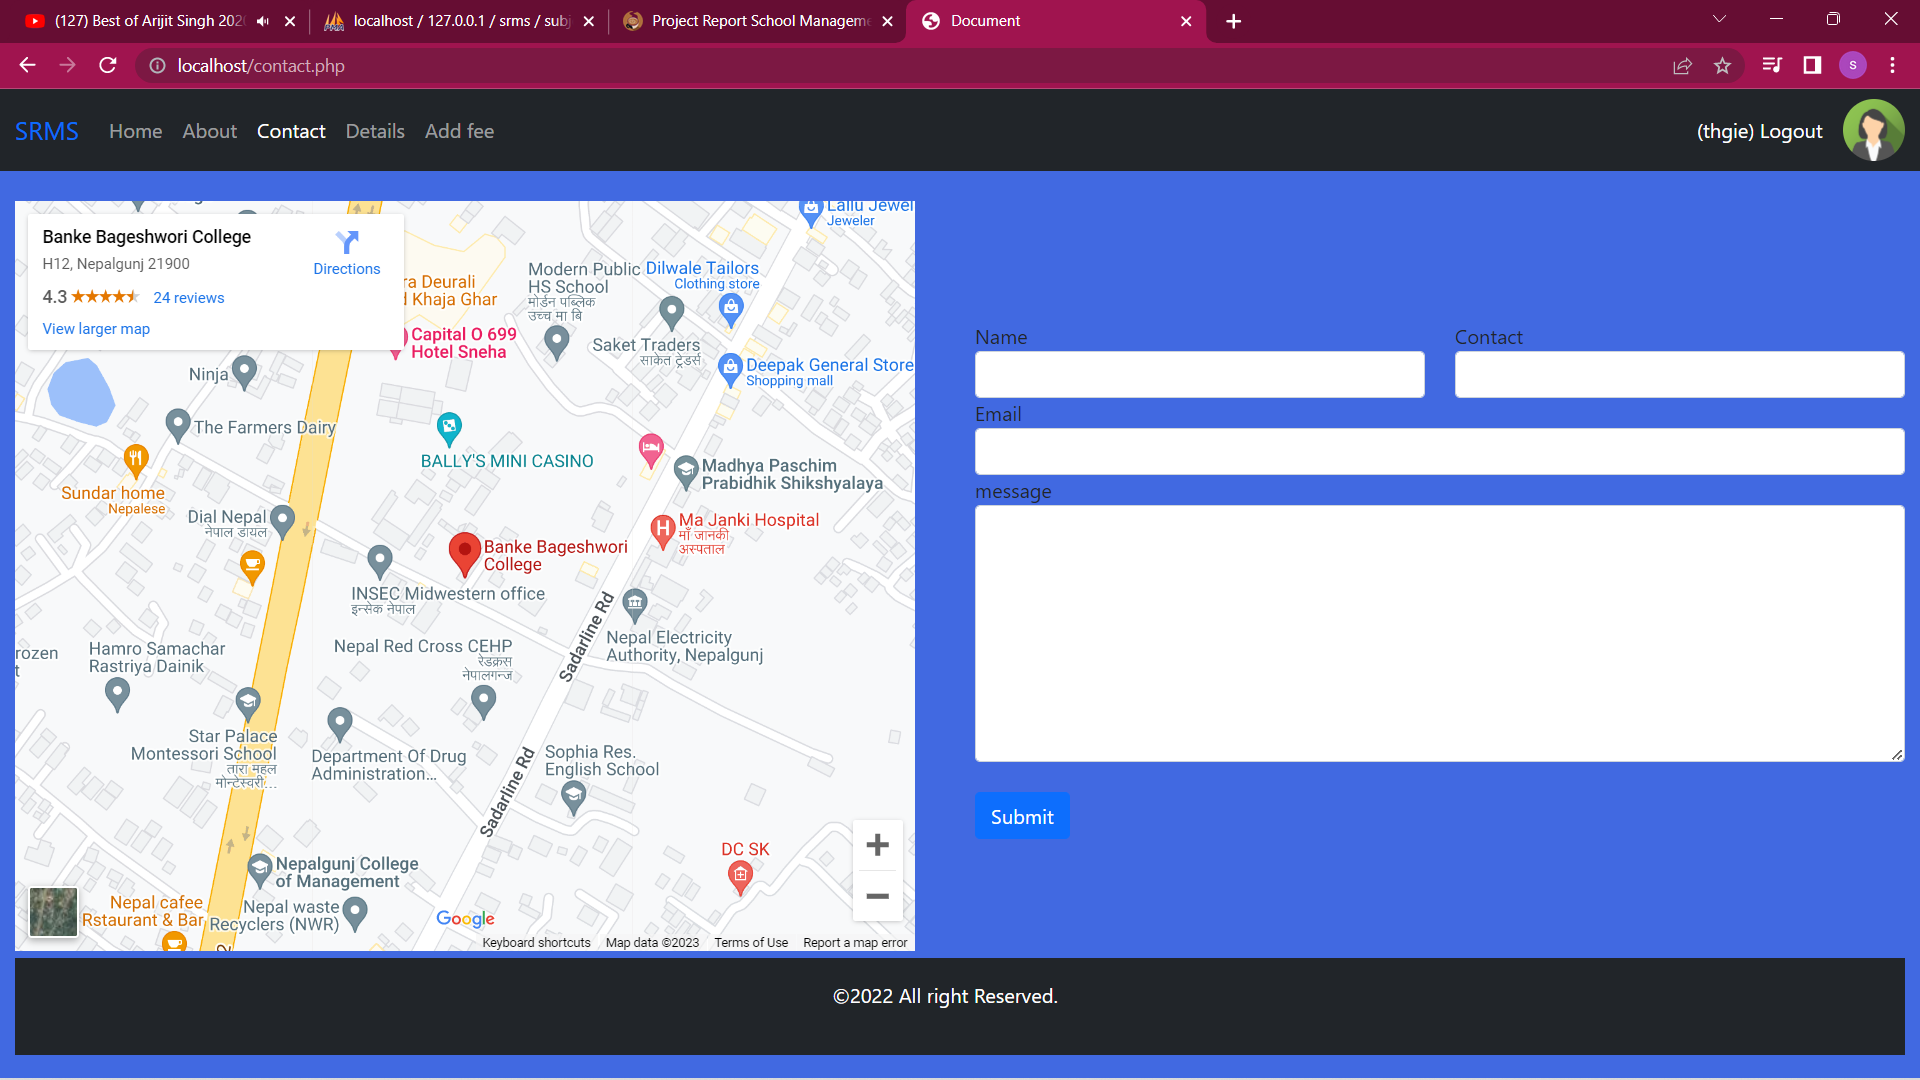 (127) Best of Arijit Singh 202
localhost / 127.0.0.1 / srms / subj
Project Report School Managem
Document
localhost/contact.php
S
SRMS
Home
About
Contact
Details
Add fee
(thgie) Logout
Banke Bageshwori College
H12, Nepalgunj 21900
4.3
24 reviews
View larger map
Directions
Lallu Jewel
Jeweler
ra Deurali
d Khaja Ghar
Modern Public
HS School
मोर्डन पब्लिक
उच्च मा बि
Dilwale Tailors
Clothing store
Capital O 699
Hotel Sneha
Saket Traders
साकेत ट्रेडर्स
Deepak General Store
Shopping mall
Ninja
The Farmers Dairy
BALLY'S MINI CASINO
Madhya Paschim
Prabidhik Shikshyalaya
Sundar home
Nepalese
Dial Nepal
नेपाल डायल
Ma Janki Hospital
माँ जानकी
अस्पताल
Banke Bageshwori
College
INSEC Midwestern office
इन्सेक नेपाल
Sadarline Rd
Nepal Electricity
Authority, Nepalgunj
Nepal Red Cross CEHP
रेडक्रस
नेपालगन्ज
rozen
t
Hamro Samachar
Rastriya Dainik
Star Palace
Montessori School
तारा महल
मोन्टेस्वरी...
Department Of Drug
Administration...
Sophia Res.
English School
Sadarline Rd
DC SK
Nepalgunj College
of Management
Nepal cafee
Rstaurant & Bar
Nepal waste
Recyclers (NWR)
Google
Keyboard shortcuts
Map data ©2023
Terms of Use
Report a map error
Name
Contact
Email
message
Submit
©2022 All right Reserved.